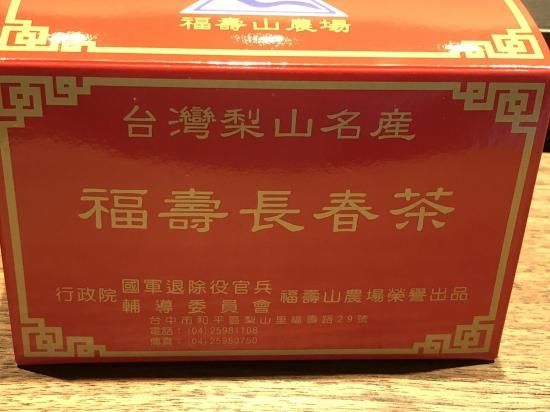 福壽山農場
台灣梨山名產
福壽長春茶
行政院 國軍退除役官兵輔導委員會 福壽山農場榮譽出品
台中市和平區梨山里福壽路29號
電話：(04)25981108
傳真：(04)25980750